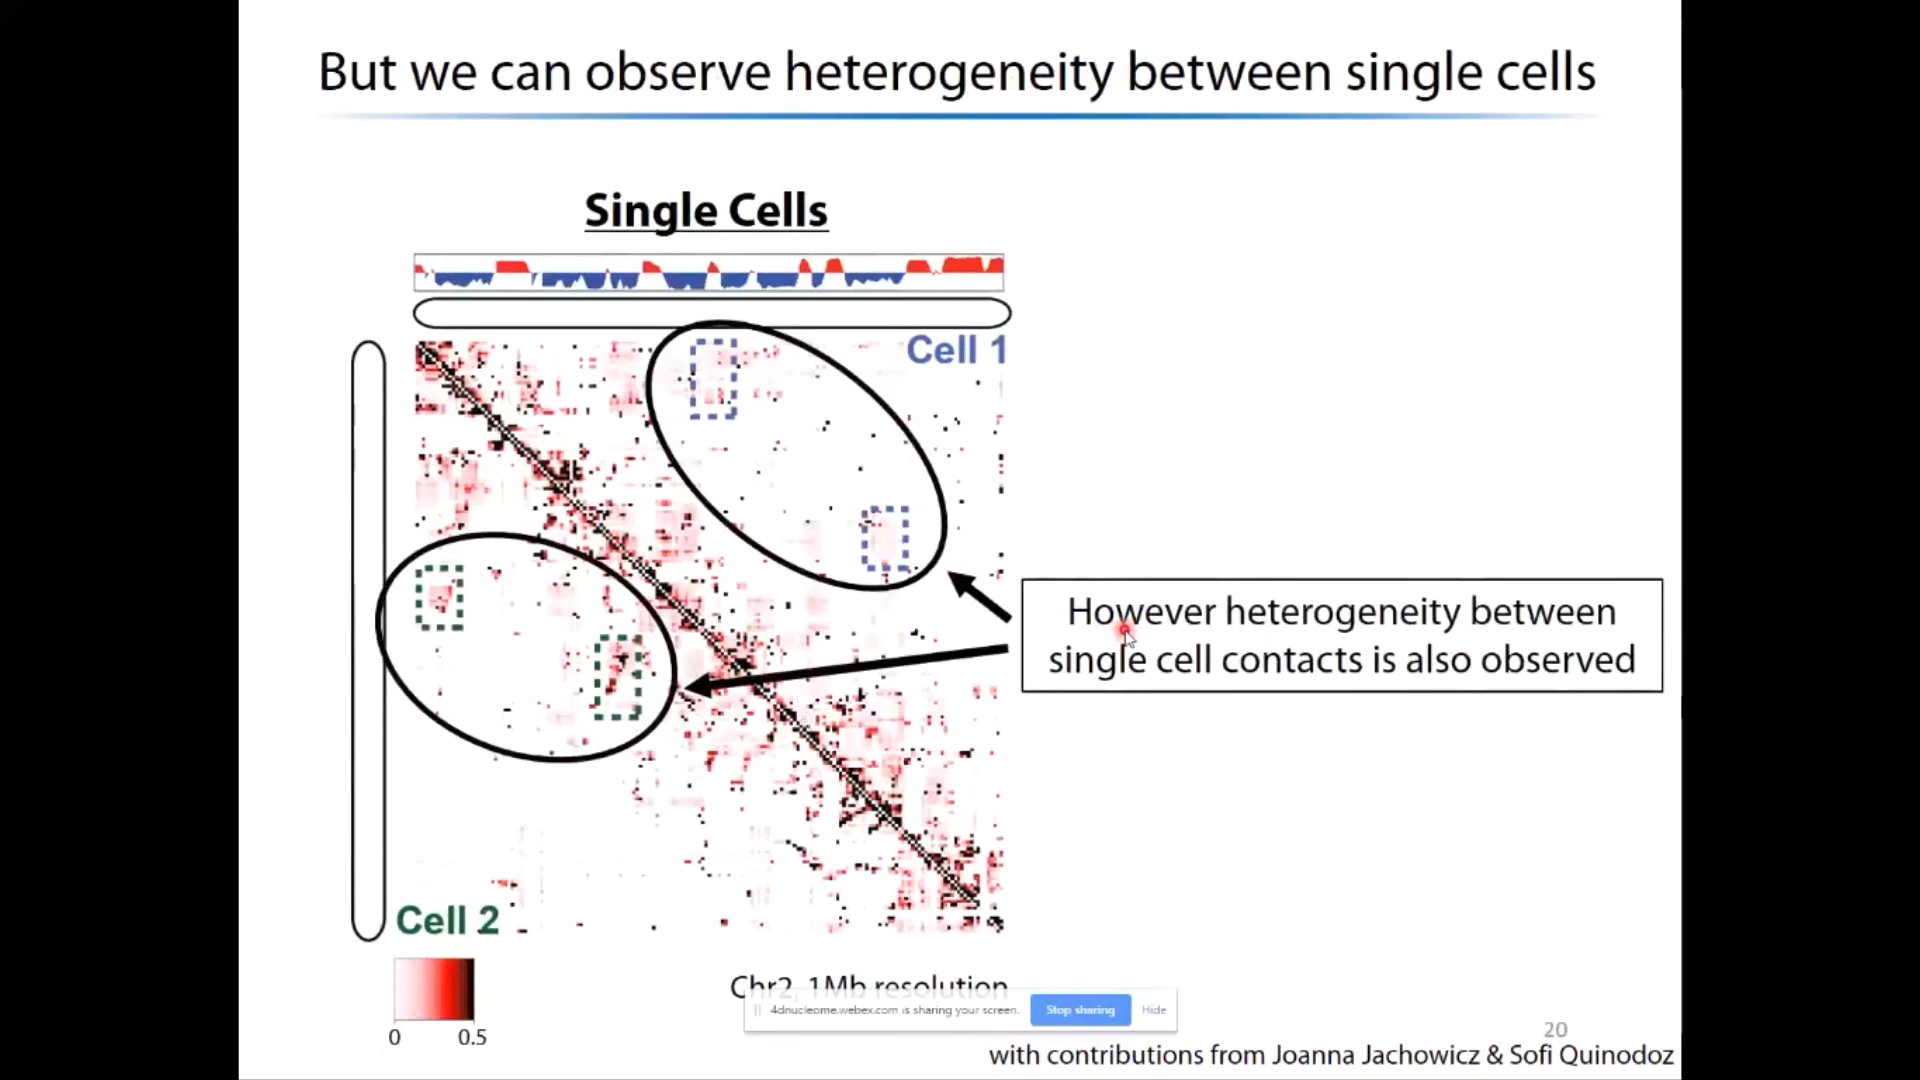 But we can observe heterogeneity between single cells
Single Cells
Cell 1
However heterogeneity between
single cell contacts is also observed
Cell 2
0
0.5
Chr2, 1Mb resolution
4dnucleome.webex.com is sharing your screen.
Stop sharing
Hide
20
with contributions from Joanna Jachowicz & Sofi Quinodoz